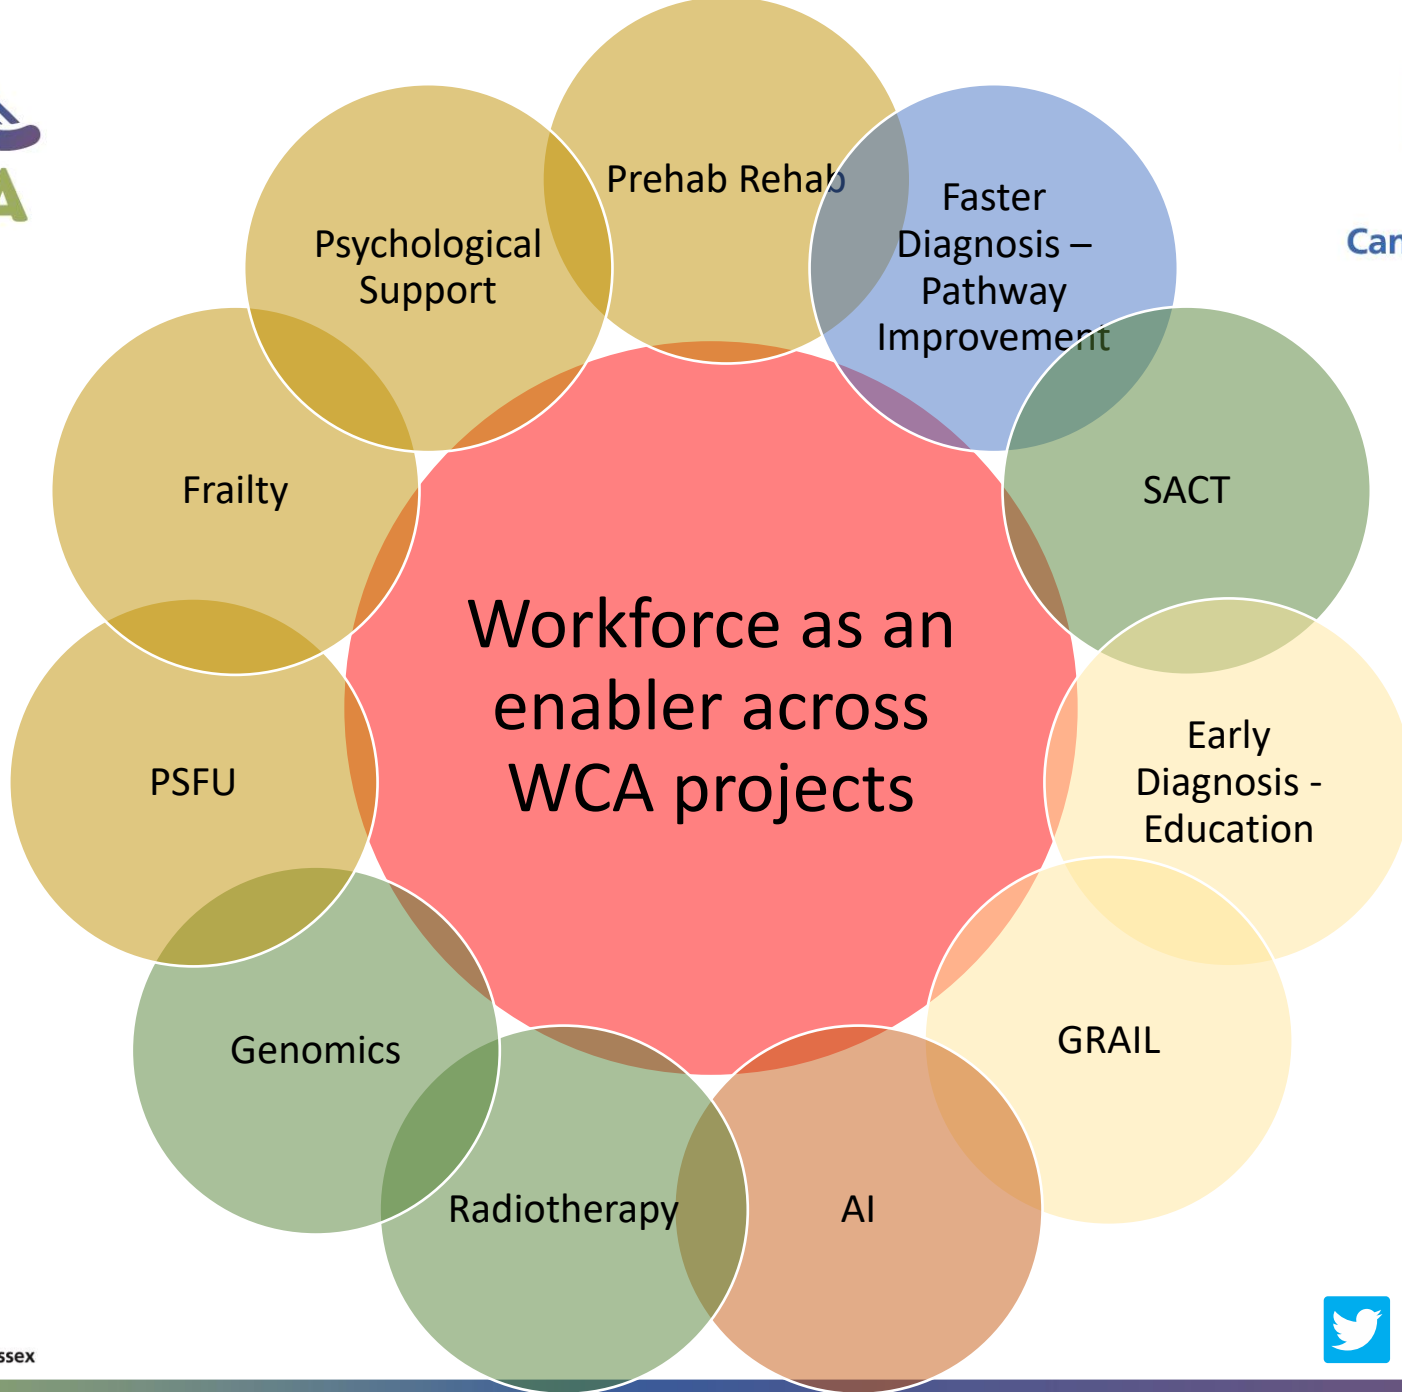 Prehab Rehab
Faster
Diagnosis –
Pathway
Improvement
SACT
Early
Diagnosis -
Education
GRAIL
AI
Radiotherapy
Genomics
PSFU
Frailty
Psychological
Support
Workforce as an
enabler across
WCA projects